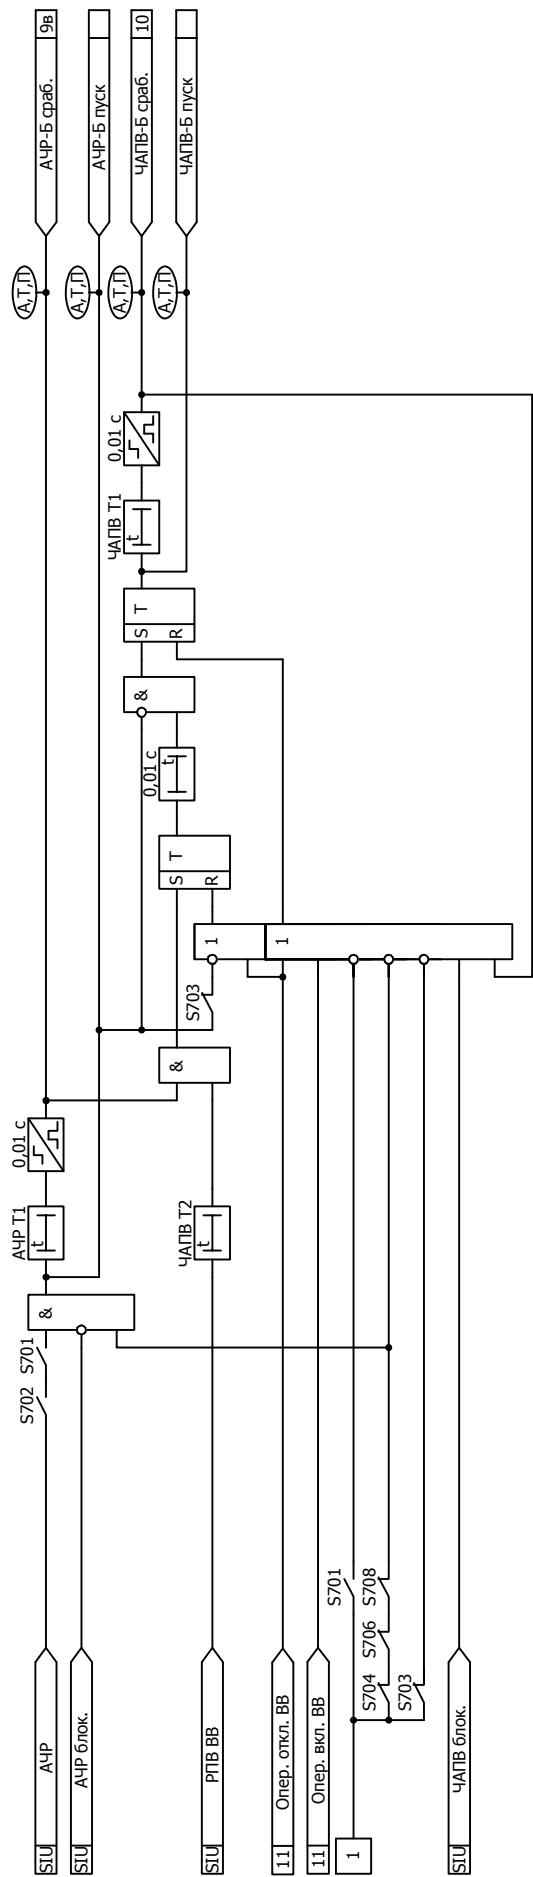 SIU АЧР
SIU АЧР блок.
SIU РПВ ВВ
11 Опер. откл. ВВ
11 Опер. вкл. ВВ
1
SIU ЧАПВ блок.
S702
S701
S701
S704
S706
S708
S703
&
АЧР Т1
t
0,01 с
ЧАПВ Т2
t
&
S703
1
1
S
R
T
0,01 с
t
&
S
R
T
ЧАПВ Т1
t
0,01 с
А,Т,П
А,Т,П
А,Т,П
А,Т,П
АЧР-Б сраб. 9в
АЧР-Б пуск
ЧАПВ-Б сраб. 10
ЧАПВ-Б пуск